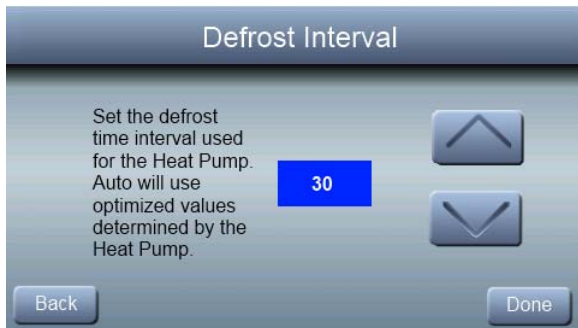 Defrost Interval
Set the defrost
time interval used
for the Heat Pump.
Auto will use
optimized values
determined by the
Heat Pump.
30
Back
Done